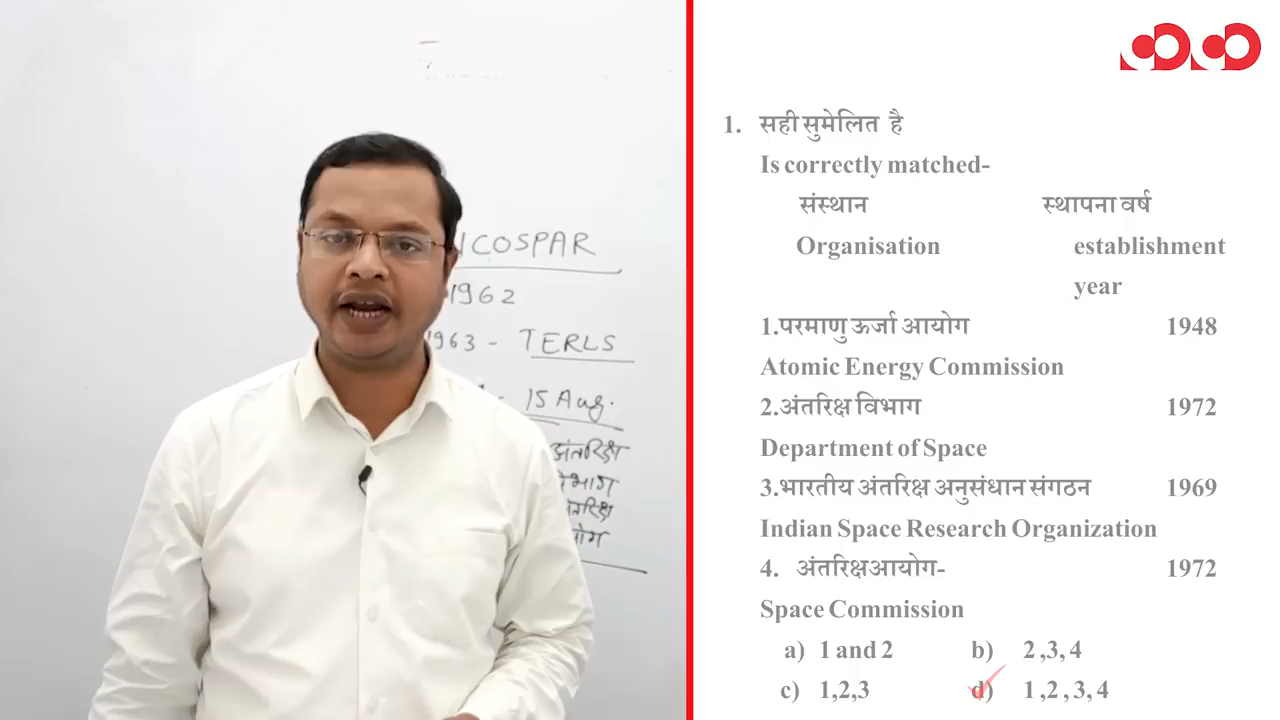 ICOSPAR
1962
1963 - TERLS
- 15 Aug.
अंतरिक्ष
1. सही सुमेलित है
Is correctly matched-
संस्थान स्थापना वर्ष
Organisation establishment
year
1.परमाणु ऊर्जा आयोग 1948
Atomic Energy Commission
2.अंतरिक्ष विभाग 1972
Department of Space
3.भारतीय अंतरिक्ष अनुसंधान संगठन 1969
Indian Space Research Organization
4. अंतरिक्षआयोग- 1972
Space Commission
a) 1 and 2 b) 2 ,3, 4
c) 1,2,3 d) 1 ,2 , 3, 4